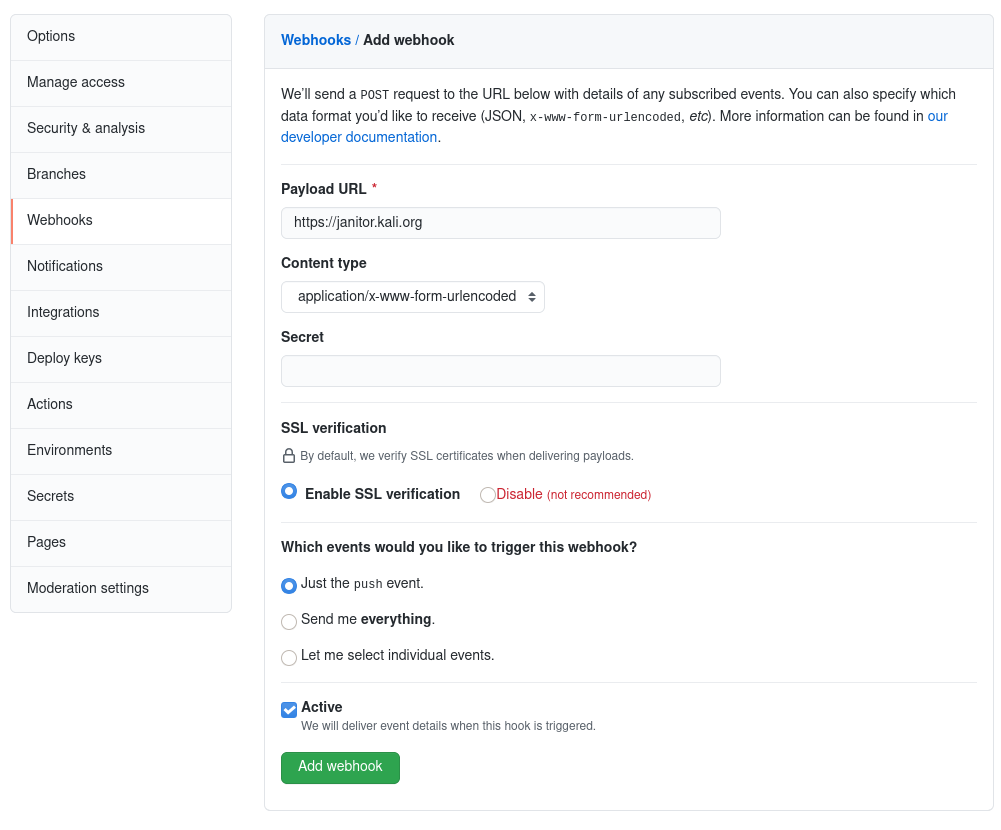 Options
Manage access
Security & analysis
Branches
Webhooks
Notifications
Integrations
Deploy keys
Actions
Environments
Secrets
Pages
Moderation settings
Webhooks / Add webhook
We’ll send a POST request to the URL below with details of any subscribed events. You can also specify which
data format you’d like to receive (JSON, x-www-form-urlencoded, etc). More information can be found in our
developer documentation.
Payload URL *
https://janitor.kali.org
Content type
application/x-www-form-urlencoded
Secret
SSL verification
By default, we verify SSL certificates when delivering payloads.
Enable SSL verification Disable (not recommended)
Which events would you like to trigger this webhook?
Just the push event.
Send me everything.
Let me select individual events.
Active
We will deliver event details when this hook is triggered.
Add webhook